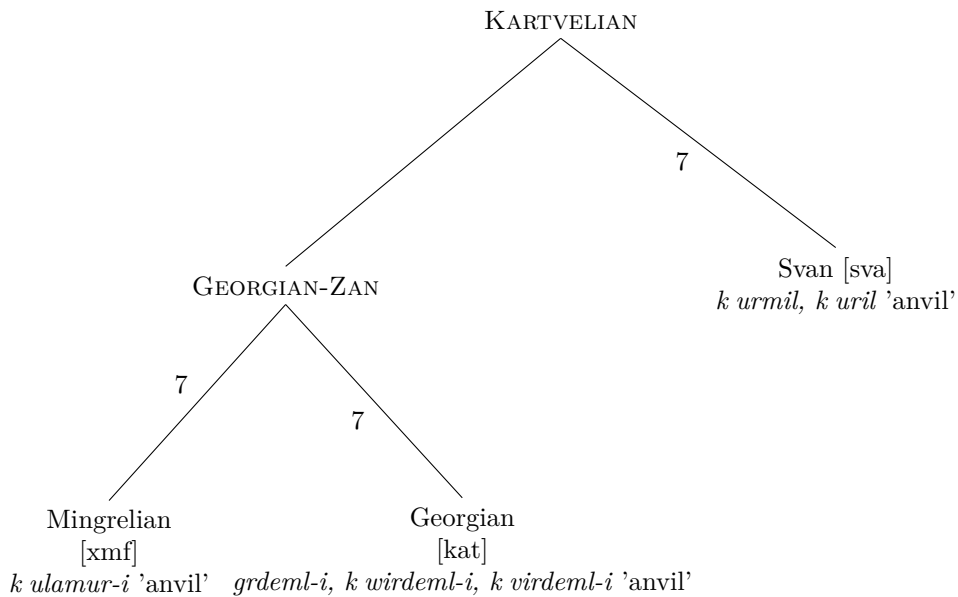 KARTVELIAN
7
GEORGIAN-ZAN
Svan [sva]
k urmil, k uril 'anvil'
7
7
Mingrelian
[xmf]
k ulamur-i 'anvil'
Georgian
[kat]
grdeml-i, k wirdeml-i, k virdeml-i 'anvil'